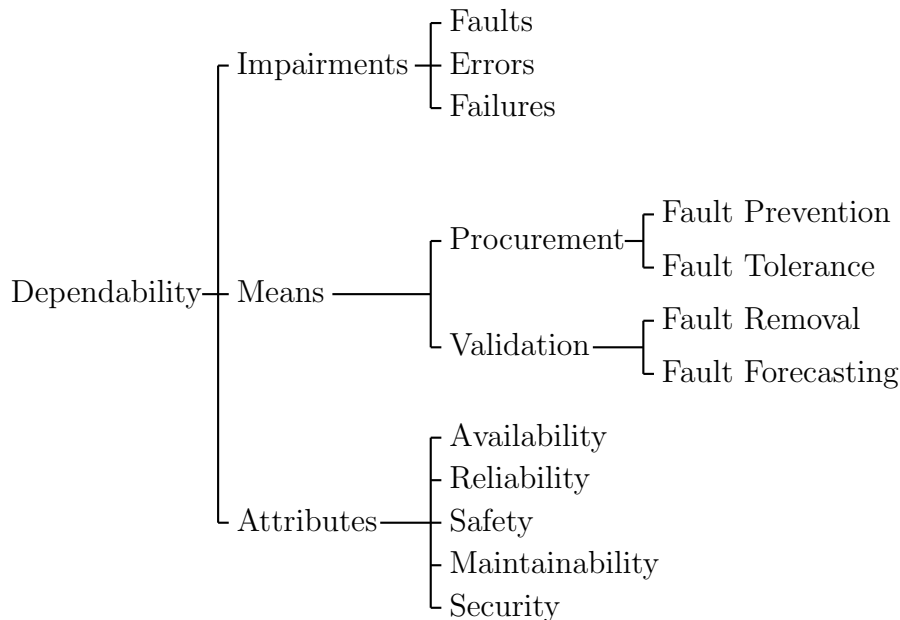 Faults
Impairments
Errors
Failures
Fault Prevention
Procurement
Fault Tolerance
Dependability
Means
Fault Removal
Validation
Fault Forecasting
Availability
Reliability
Attributes
Safety
Maintainability
Security